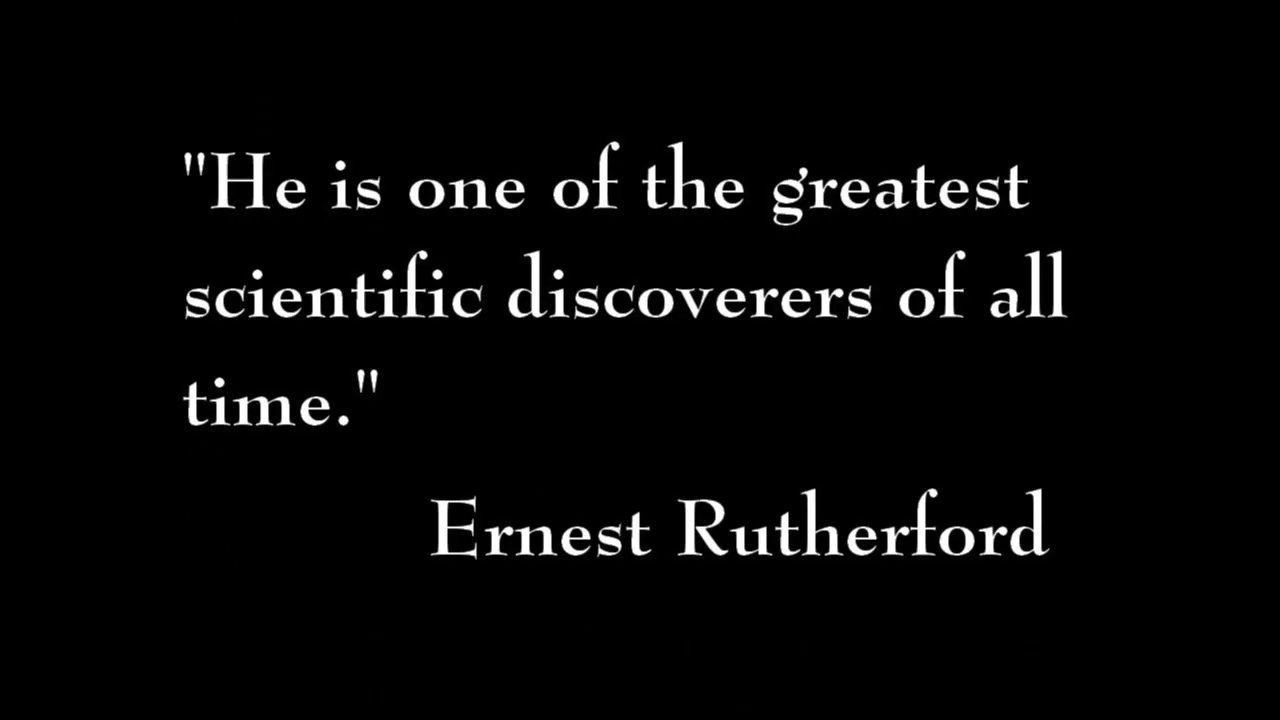 "He is one of the greatest
scientific discoverers of all
time."
Ernest Rutherford